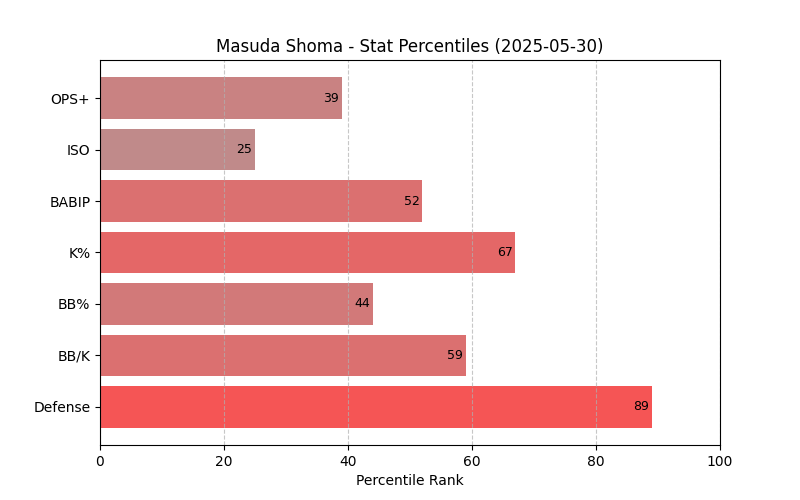 Masuda Shoma - Stat Percentiles (2025-05-30)
OPS+ 39
ISO 25
BABIP 52
K% 67
BB% 44
BB/K 59
Defense 89
0 20 40 60 80 100
Percentile Rank